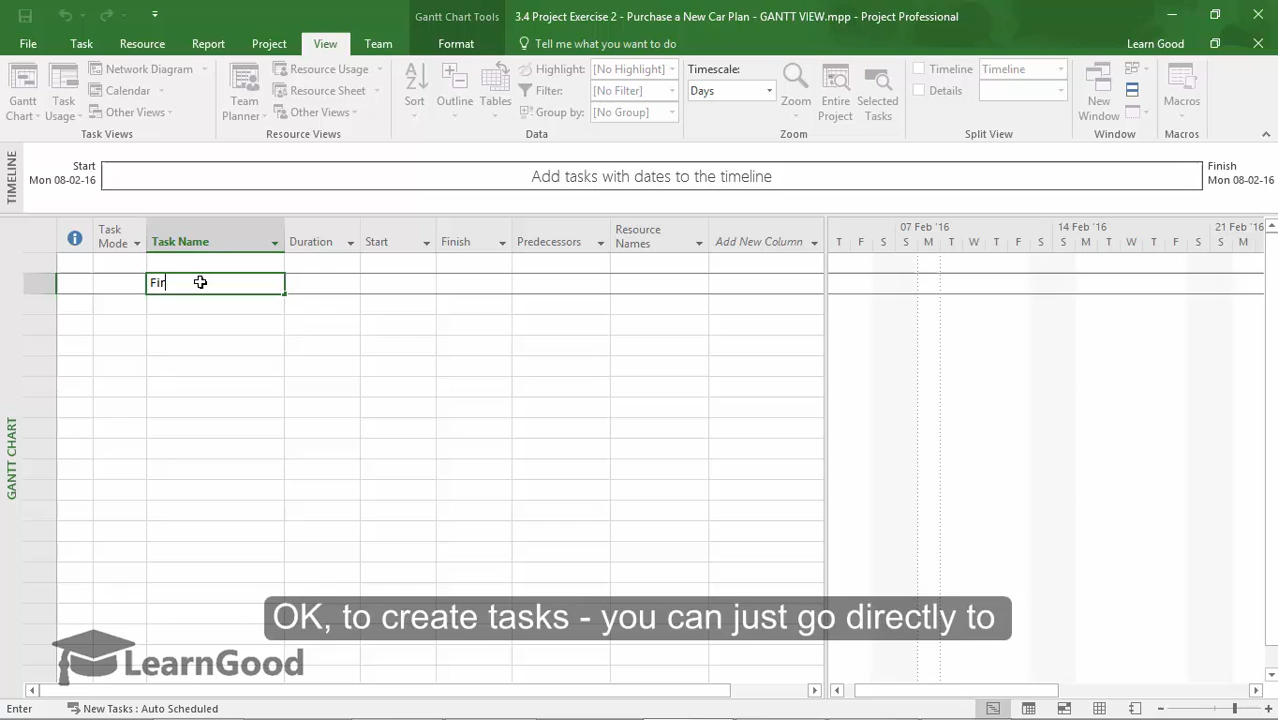 Gantt Chart Tools
3.4 Project Exercise 2 - Purchase a New Car Plan - GANTT VIEW.mpp - Project Professional
File Task Resource Report Project View Team Format Tell me what you want to do Learn Good
Gantt Chart
Task Usage
Network Diagram
Calendar
Other Views
Task Views
Team Planner
Resource Usage
Resource Sheet
Other Views
Resource Views
Sort
Outline
Tables
Highlight: [No Highlight]
Filter: [No Filter]
Group by: [No Group]
Data
Timescale:
Days
Zoom
Entire Project
Selected Tasks
Zoom
Timeline Timeline
Details
Split View
New Window
Window
Macros
Macros
TIMELINE
Start
Mon 08-02-16
Add tasks with dates to the timeline
Finish
Mon 08-02-16
Task Mode
Task Name
Duration
Start
Finish
Predecessors
Resource Names
Add New Column
07 Feb '16 14 Feb '16 21 Feb '16
T F S S M T W T F S S M T W T F S S M
Fir
GANTT CHART
OK, to create tasks - you can just go directly to
LearnGood
Enter New Tasks : Auto Scheduled